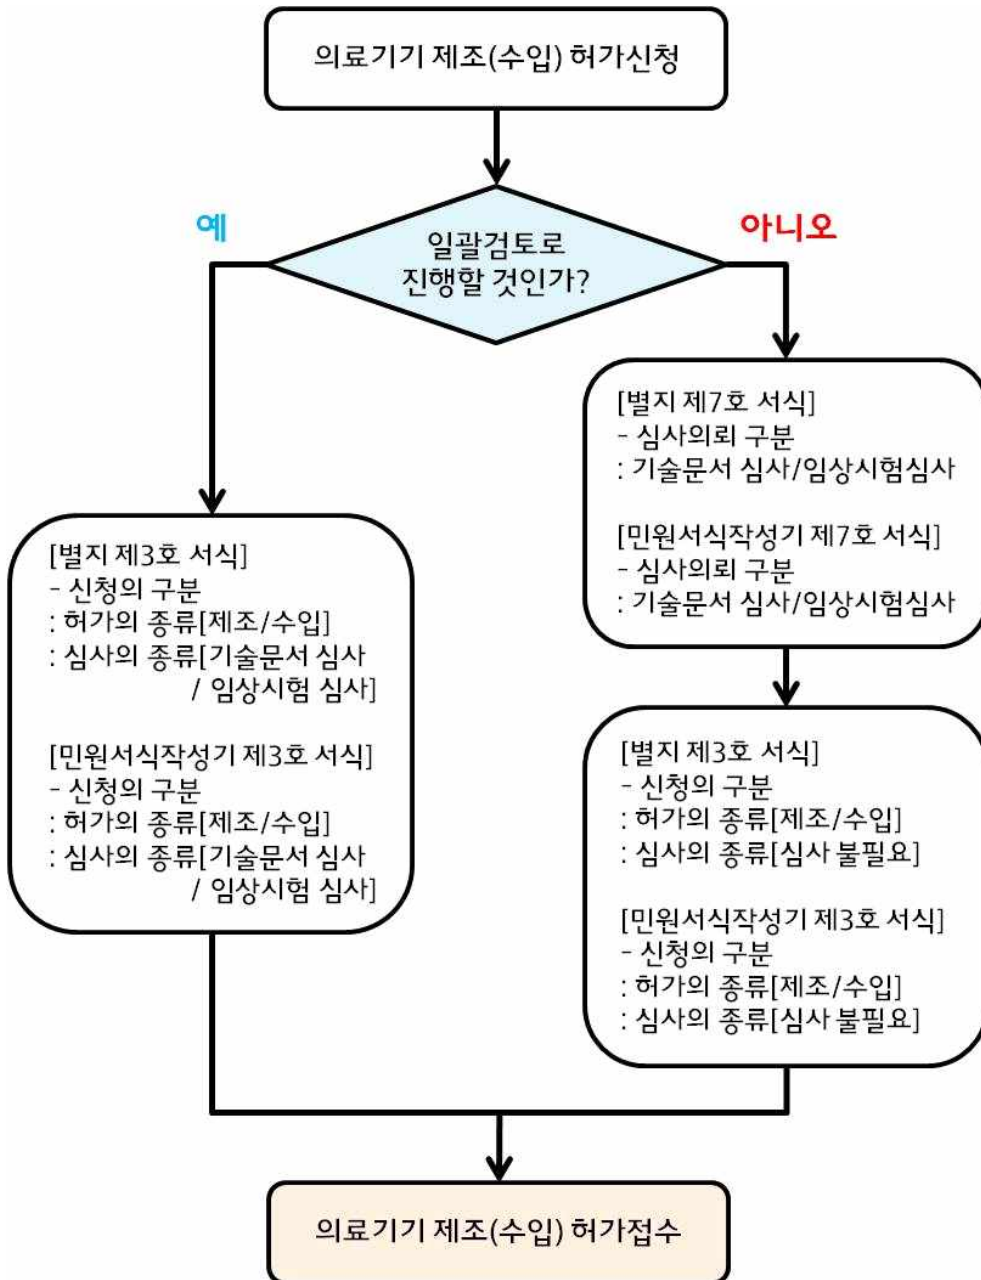 의료기기 제조(수입) 허가신청
예
아니오
일괄검토로
진행할 것인가?
[별지 제3호 서식]
- 신청의 구분
: 허가의 종류[제조/수입]
: 심사의 종류[기술문서 심사
/ 임상시험 심사]
[민원서식작성기 제3호 서식]
- 신청의 구분
: 허가의 종류[제조/수입]
: 심사의 종류[기술문서 심사
/ 임상시험 심사]
[별지 제7호 서식]
- 심사의뢰 구분
: 기술문서 심사/임상시험심사
[민원서식작성기 제7호 서식]
- 심사의뢰 구분
: 기술문서 심사/임상시험심사
[별지 제3호 서식]
- 신청의 구분
: 허가의 종류[제조/수입]
: 심사의 종류[심사 불필요]
[민원서식작성기 제3호 서식]
- 신청의 구분
: 허가의 종류[제조/수입]
: 심사의 종류[심사 불필요]
의료기기 제조(수입) 허가접수